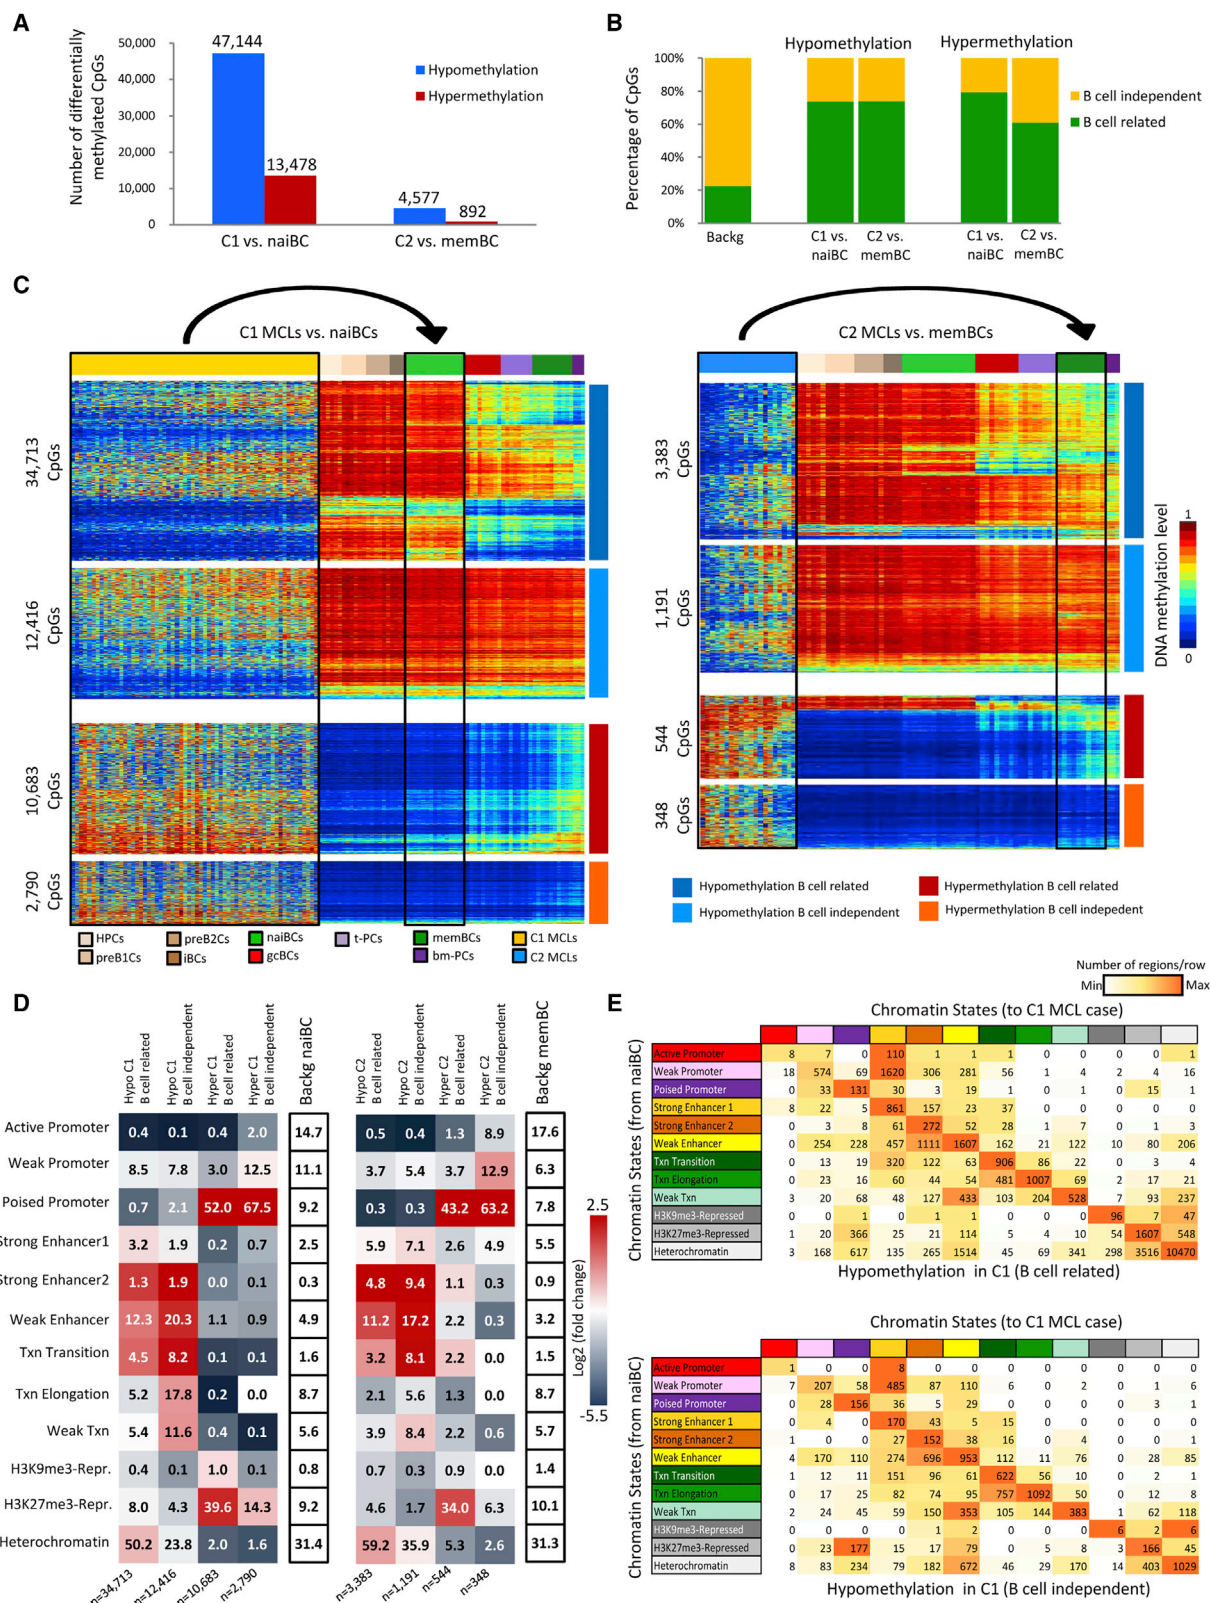 A
Number of differentially
methylated CpGs
50,000
40,000
30,000
20,000
10,000
0
47,144
13,478
4,577
892
Hypomethylation
Hypermethylation
C1 vs. naiBC
C2 vs. memBC
B
Hypomethylation
Hypermethylation
Percentage of CpGs
100%
80%
60%
40%
20%
0%
B cell independent
B cell related
Backg
C1 vs.
naiBC
C2 vs.
memBC
C1 vs.
naiBC
C2 vs.
memBC
C
C1 MCLs vs. naiBCs
34,713
CpGs
12,416
CpGs
10,683
CpGs
2,790
CpGs
C2 MCLs vs. memBCs
3,383
CpGs
1,191
CpGs
544
CpGs
348
CpGs
DNA methylation level
1
0
Hypomethylation B cell related
Hypermethylation B cell related
Hypomethylation B cell independent
Hypermethylation B cell indepedent
HPCs
preB2Cs
naiBCs
t-PCs
memBCs
C1 MCLs
preB1Cs
iBCs
gcBCs
bm-PCs
C2 MCLs
D
Hypo C1
B cell related
Hypo C1
B cell independent
Hyper C1
B cell related
Hyper C1
B cell independent
Backg naiBC
Hypo C2
B cell related
Hypo C2
B cell independent
Hyper C2
B cell related
Hyper C2
B cell independent
Backg memBC
Active Promoter 0.4 0.1 0.4 2.0 14.7 0.5 0.4 1.3 8.9 17.6
Weak Promoter 8.5 7.8 3.0 12.5 11.1 3.7 5.4 3.7 12.9 6.3
Poised Promoter 0.7 2.1 52.0 67.5 9.2 0.3 0.3 43.2 63.2 7.8
Strong Enhancer1 3.2 1.9 0.2 0.7 2.5 5.9 7.1 2.6 4.9 5.5
Strong Enhancer2 1.3 1.9 0.0 0.1 0.3 4.8 9.4 1.1 0.3 0.9
Weak Enhancer 12.3 20.3 1.1 0.9 4.9 11.2 17.2 2.2 0.3 3.2
Txn Transition 4.5 8.2 0.1 0.1 1.6 3.2 8.1 2.2 0.0 1.5
Txn Elongation 5.2 17.8 0.2 0.0 8.7 2.1 5.6 1.3 0.0 8.7
Weak Txn 5.4 11.6 0.4 0.1 5.6 3.9 8.4 2.2 0.6 5.7
H3K9me3-Repr. 0.4 0.1 1.0 0.1 0.8 0.7 0.3 0.9 0.0 1.4
H3K27me3-Repr. 8.0 4.3 39.6 14.3 9.2 4.6 1.7 34.0 6.3 10.1
Heterochromatin 50.2 23.8 2.0 1.6 31.4 59.2 35.9 5.3 2.6 31.3
n=34,713
n=12,416
n=10,683
n=2,790
n=3,383
n=1,191
n=544
n=348
2.5
Log2 (fold change)
-5.5
E
Number of regions/row
Min
Max
Chromatin States (to C1 MCL case)
Chromatin States (from naiBC)
Active Promoter 8 7 0 110 1 1 1 0 0 0 0 1
Weak Promoter 18 574 69 1620 306 281 56 1 4 2 4 16
Poised Promoter 0 33 131 30 3 19 1 0 1 0 15 1
Strong Enhancer 1 8 22 5 861 157 23 37 0 0 0 0 0
Strong Enhancer 2 0 3 8 61 272 52 28 1 7 0 1 3
Weak Enhancer 0 254 228 457 1111 1607 162 21 122 10 80 206
Txn Transition 0 13 19 320 122 63 906 86 22 0 3 4
Txn Elongation 0 23 16 60 44 54 481 1007 69 2 17 21
Weak Txn 3 20 68 48 127 433 103 204 528 7 93 237
H3K9me3-Repressed 0 0 1 0 1 1 0 0 0 96 7 47
H3K27me3-Repressed 1 20 366 25 21 114 5 4 10 54 1607 548
Heterochromatin 3 168 617 135 265 1514 45 69 341 298 3516 10470
Hypomethylation in C1 (B cell related)
Chromatin States (to C1 MCL case)
Chromatin States (from naiBC)
Active Promoter 1 0 0 8 0 0 0 0 0 0 0 0
Weak Promoter 7 207 58 485 87 110 6 0 2 0 1 6
Poised Promoter 0 28 156 36 5 29 0 0 0 0 3 1
Strong Enhancer 1 0 4 0 170 43 5 15 0 0 0 0 0
Strong Enhancer 2 1 0 0 27 152 38 16 0 4 0 0 1
Weak Enhancer 4 170 110 274 696 953 112 11 76 0 28 85
Txn Transition 1 12 11 151 96 61 622 56 10 0 2 1
Txn Elongation 0 17 25 82 74 95 757 1092 50 0 12 8
Weak Txn 2 24 45 59 150 353 105 144 383 1 62 118
H3K9me3-Repressed 0 0 0 0 1 2 0 0 0 6 2 6
H3K27me3-Repressed 0 23 177 15 17 79 0 5 8 3 166 45
Heterochromatin 8 83 234 79 182 672 46 29 170 14 403 1029
Hypomethylation in C1 (B cell independent)